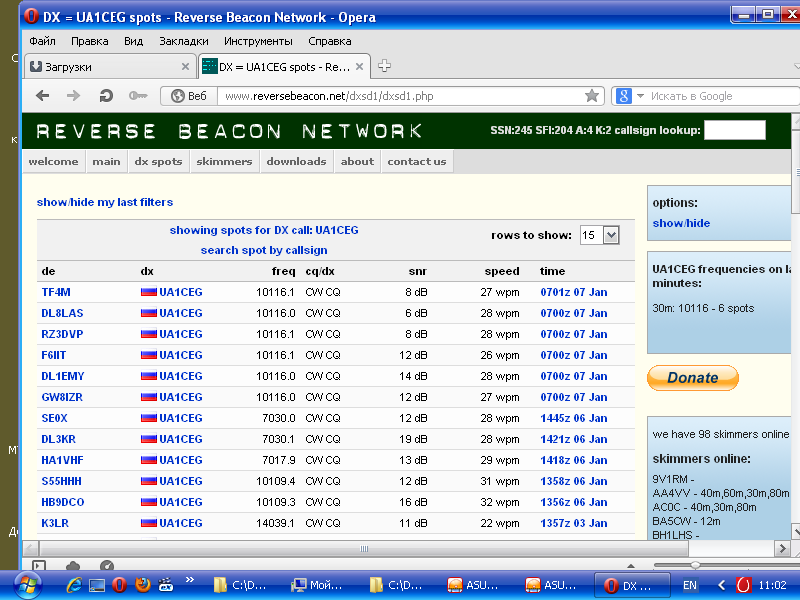 DX = UA1CEG spots - Reverse Beacon Network - Opera
Файл Правка Вид Закладки Инструменты Справка
Загрузки DX = UA1CEG spots - Re...
Веб www.reversebeacon.net/dxsd1/dxsd1.php Искать в Google
REVERSE BEACON NETWORK SSN:245 SFI:204 A:4 K:2 callsign lookup:
welcome main dx spots skimmers downloads about contact us
show/hide my last filters
showing spots for DX call: UA1CEG
search spot by callsign
rows to show: 15
de dx freq cq/dx snr speed time
TF4M UA1CEG 10116.1 CW CQ 8 dB 27 wpm 0701z 07 Jan
DL8LAS UA1CEG 10116.0 CW CQ 6 dB 28 wpm 0700z 07 Jan
RZ3DVP UA1CEG 10116.1 CW CQ 8 dB 28 wpm 0700z 07 Jan
F6IIT UA1CEG 10116.1 CW CQ 12 dB 26 wpm 0700z 07 Jan
DL1EMY UA1CEG 10116.0 CW CQ 14 dB 28 wpm 0700z 07 Jan
GW8IZR UA1CEG 10116.0 CW CQ 12 dB 27 wpm 0700z 07 Jan
SE0X UA1CEG 7030.0 CW CQ 12 dB 28 wpm 1445z 06 Jan
DL3KR UA1CEG 7030.1 CW CQ 19 dB 28 wpm 1421z 06 Jan
HA1VHF UA1CEG 7017.9 CW CQ 13 dB 29 wpm 1418z 06 Jan
S55HHH UA1CEG 10109.4 CW CQ 12 dB 31 wpm 1358z 06 Jan
HB9DCO UA1CEG 10109.3 CW CQ 16 dB 32 wpm 1356z 06 Jan
K3LR UA1CEG 14039.1 CW CQ 11 dB 22 wpm 1357z 03 Jan
options:
show/hide
UA1CEG frequencies on la
minutes:
30m: 10116 - 6 spots
Donate
we have 98 skimmers online
skimmers online:
9V1RM -
AA4VV - 40m,60m,30m,80m
AC0C - 40m,30m,80m
BA5CW - 12m
BH1LHS -
C:\D... Мой... C:\D... ASU... ASU... DX ... EN 11:02